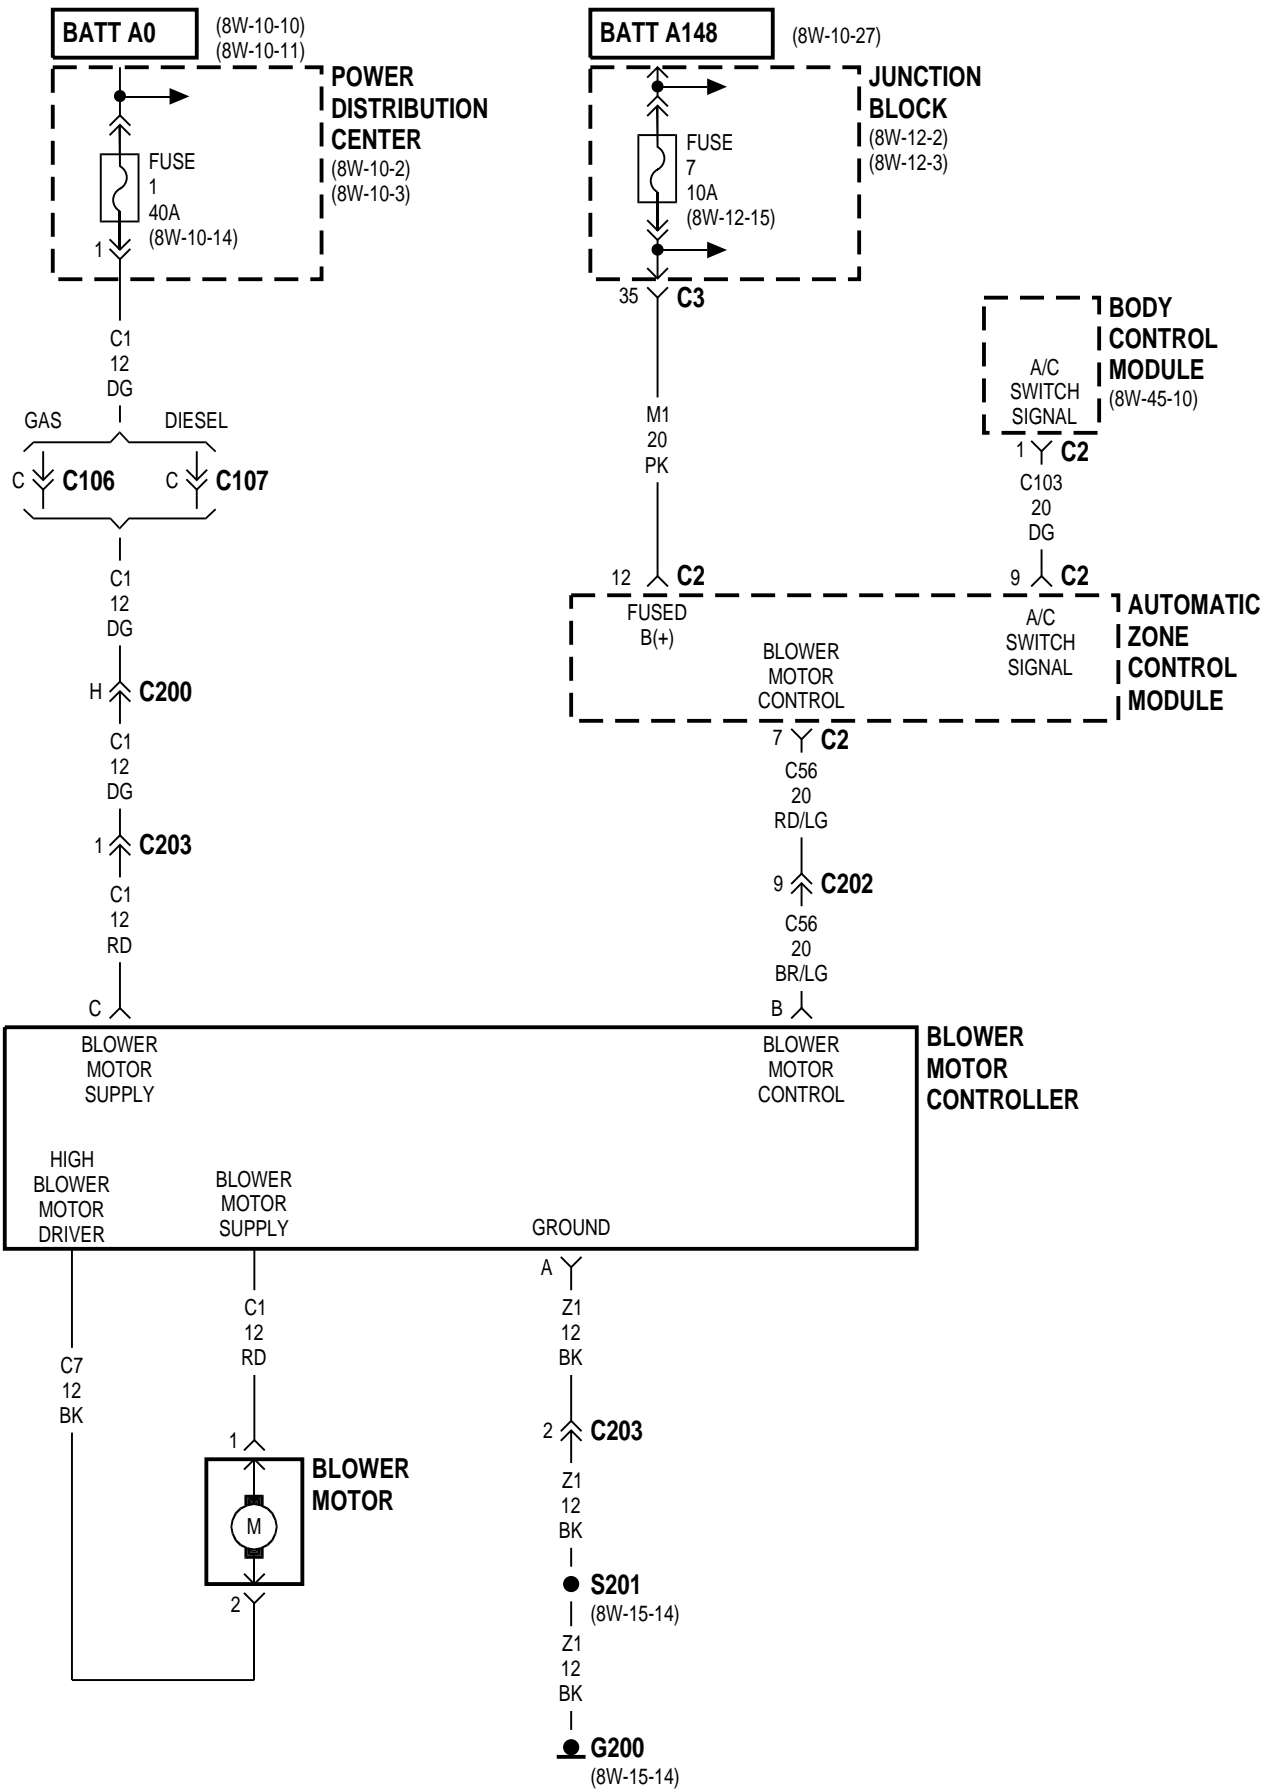 BATT A0
(8W-10-10)
(8W-10-11)
POWER
DISTRIBUTION
CENTER
(8W-10-2)
(8W-10-3)
FUSE
1
40A
(8W-10-14)
1
C1
12
DG
GAS
DIESEL
C
C106
C
C107
C1
12
DG
H
C200
C1
12
DG
1
C203
C1
12
RD
C
BATT A148
(8W-10-27)
JUNCTION
BLOCK
(8W-12-2)
(8W-12-3)
FUSE
7
10A
(8W-12-15)
35
C3
M1
20
PK
12
C2
BODY
CONTROL
MODULE
(8W-45-10)
A/C
SWITCH
SIGNAL
1
C2
C103
20
DG
9
C2
AUTOMATIC
ZONE
CONTROL
MODULE
FUSED
B(+)
BLOWER
MOTOR
CONTROL
A/C
SWITCH
SIGNAL
7
C2
C56
20
RD/LG
9
C202
C56
20
BR/LG
B
BLOWER
MOTOR
CONTROLLER
BLOWER
MOTOR
SUPPLY
BLOWER
MOTOR
CONTROL
HIGH
BLOWER
MOTOR
DRIVER
BLOWER
MOTOR
SUPPLY
GROUND
C7
12
BK
C1
12
RD
1
BLOWER
MOTOR
M
2
A
Z1
12
BK
2
C203
Z1
12
BK
S201
(8W-15-14)
Z1
12
BK
G200
(8W-15-14)